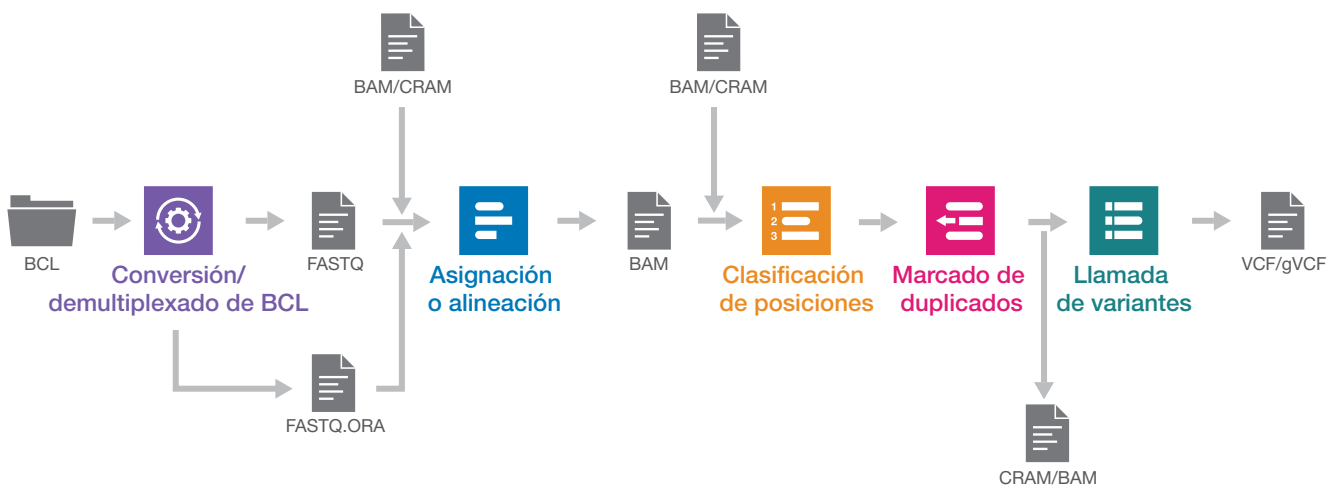 BAM/CRAM
BAM/CRAM
BCL
Conversión/
demultiplexado de BCL
FASTQ
Asignación
o alineación
BAM
1
2
3
Clasificación
de posiciones
Marcado de
duplicados
Llamada
de variantes
VCF/gVCF
FASTQ.ORA
CRAM/BAM